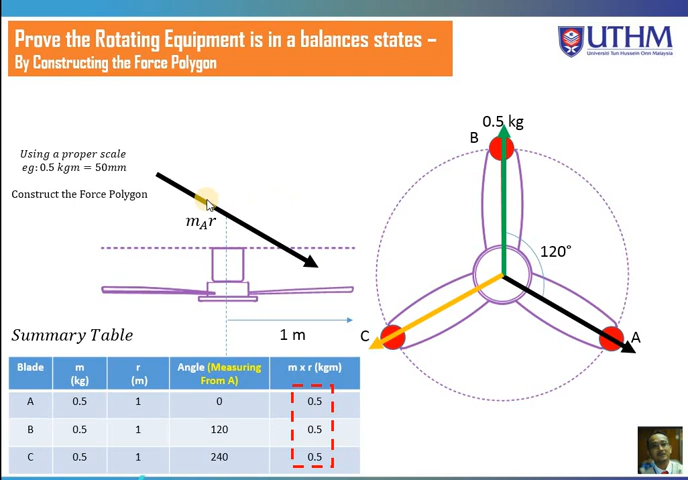 Prove the Rotating Equipment is in a balances states –
By Constructing the Force Polygon
UTHM
Universiti Tun Hussein Onn Malaysia
0.5 kg
B
Using a proper scale
eg: 0.5 kgm = 50mm
Construct the Force Polygon
m_A r
120°
C
A
1 m
Summary Table
Blade m (kg) r (m) Angle (Measuring From A) m x r (kgm)
A 0.5 1 0 0.5
B 0.5 1 120 0.5
C 0.5 1 240 0.5